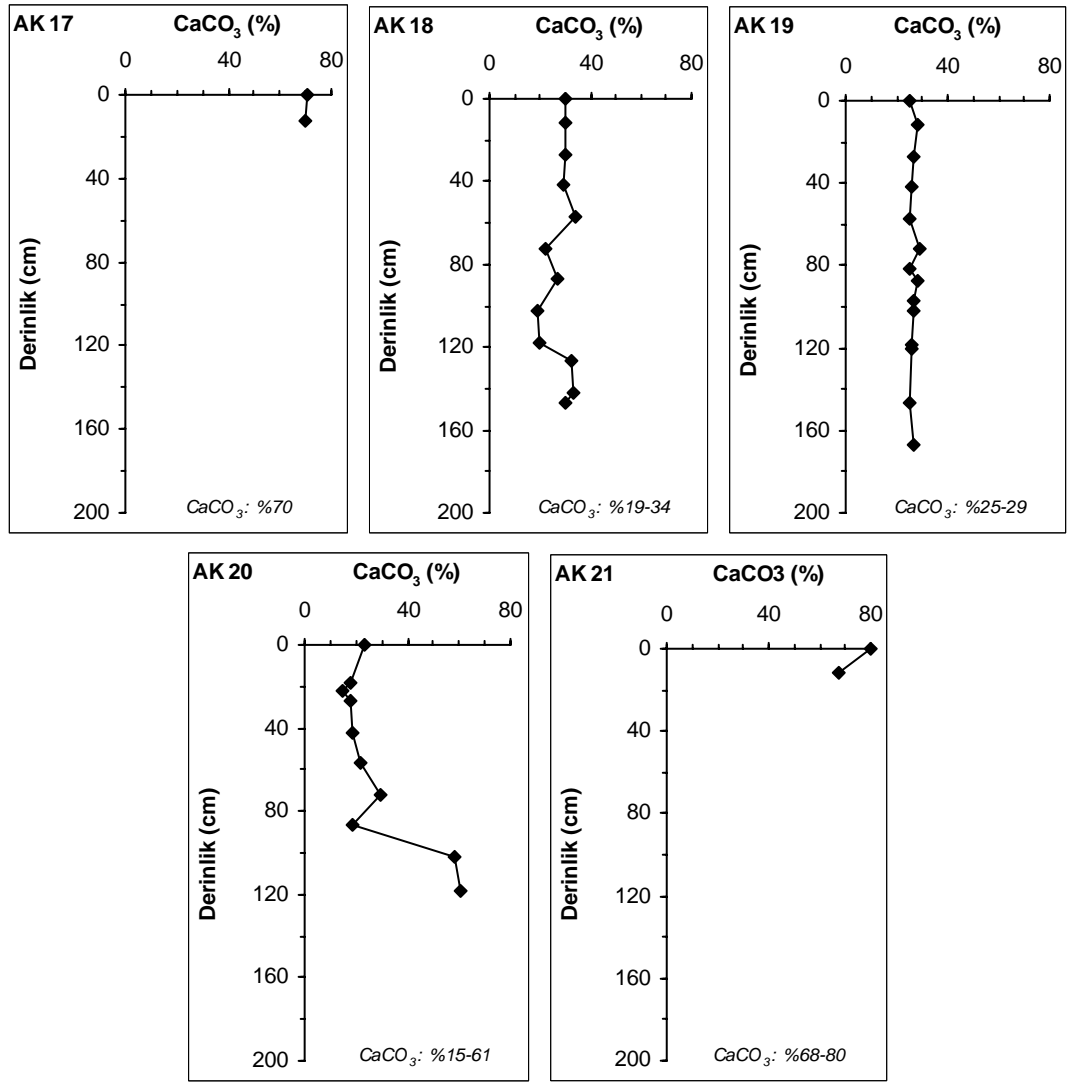 AK 17 CaCO₃ (%)
0 40 80
0
40
80
120
160
200
Derinlik (cm)
CaCO₃: %70
AK 18 CaCO₃ (%)
0 40 80
0
40
80
120
160
200
Derinlik (cm)
CaCO₃: %19-34
AK 19 CaCO₃ (%)
0 40 80
0
40
80
120
160
200
Derinlik (cm)
CaCO₃: %25-29
AK 20 CaCO₃ (%)
0 40 80
0
40
80
120
160
200
Derinlik (cm)
CaCO₃: %15-61
AK 21 CaCO3 (%)
0 40 80
0
40
80
120
160
200
Derinlik (cm)
CaCO₃: %68-80